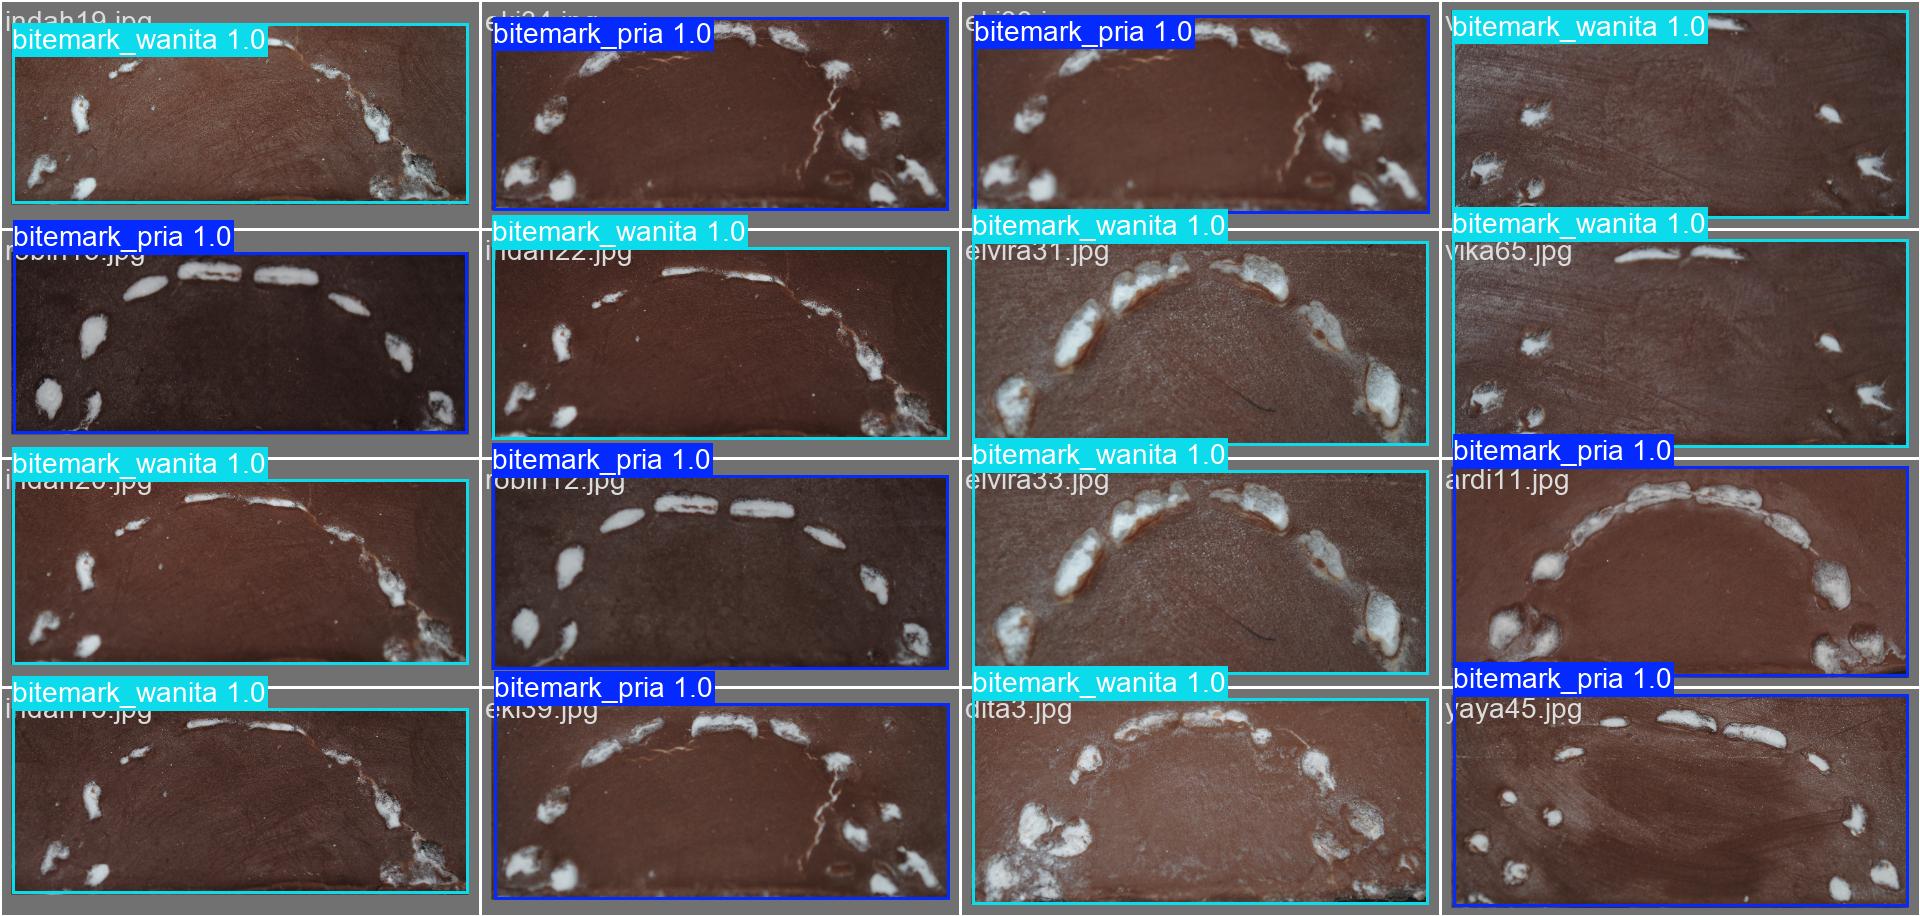 indah19.jpg
bitemark_wanita 1.0
bitemark_pria 1.0
bitemark_pria 1.0
bitemark_wanita 1.0
bitemark_pria 1.0
bitemark_wanita 1.0
indah22.jpg
bitemark_wanita 1.0
elvira31.jpg
bitemark_wanita 1.0
vika65.jpg
bitemark_wanita 1.0
bitemark_pria 1.0
robin12.jpg
bitemark_wanita 1.0
elvira33.jpg
bitemark_pria 1.0
ardi11.jpg
bitemark_wanita 1.0
bitemark_pria 1.0
eki39.jpg
bitemark_wanita 1.0
dita3.jpg
bitemark_pria 1.0
yaya45.jpg